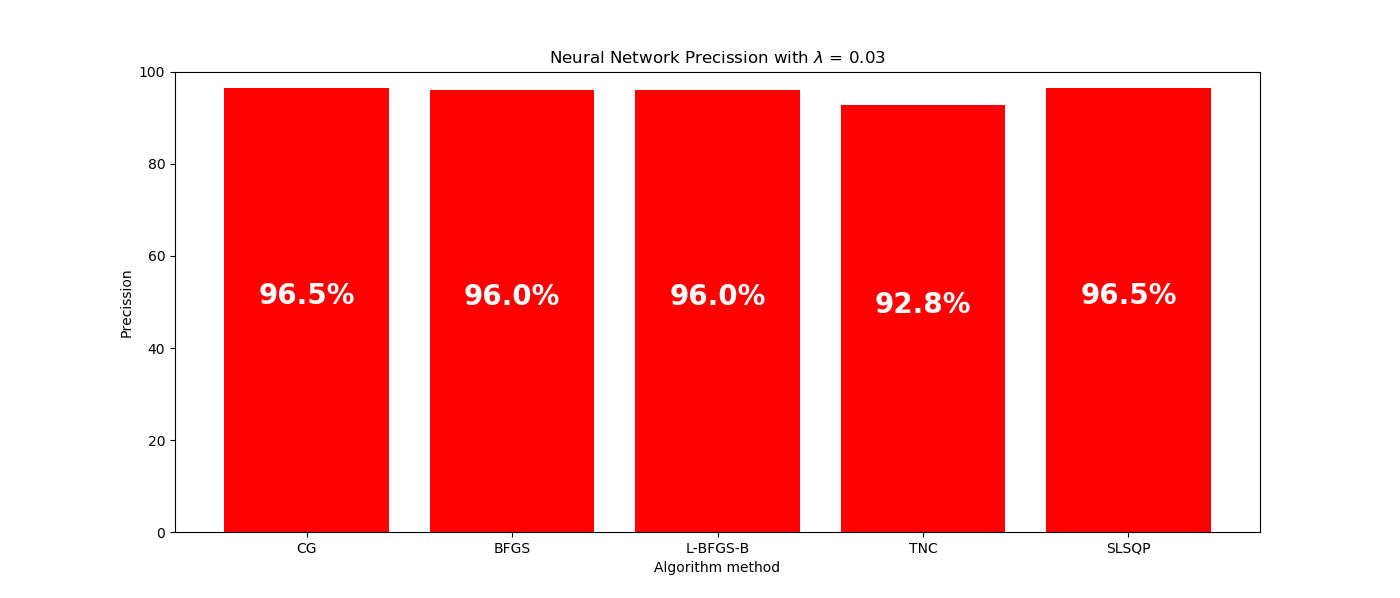 Neural Network Precission with λ = 0.03
100
80
60
40
20
0
Precission
96.5%
96.0%
96.0%
92.8%
96.5%
CG
BFGS
L-BFGS-B
TNC
SLSQP
Algorithm method